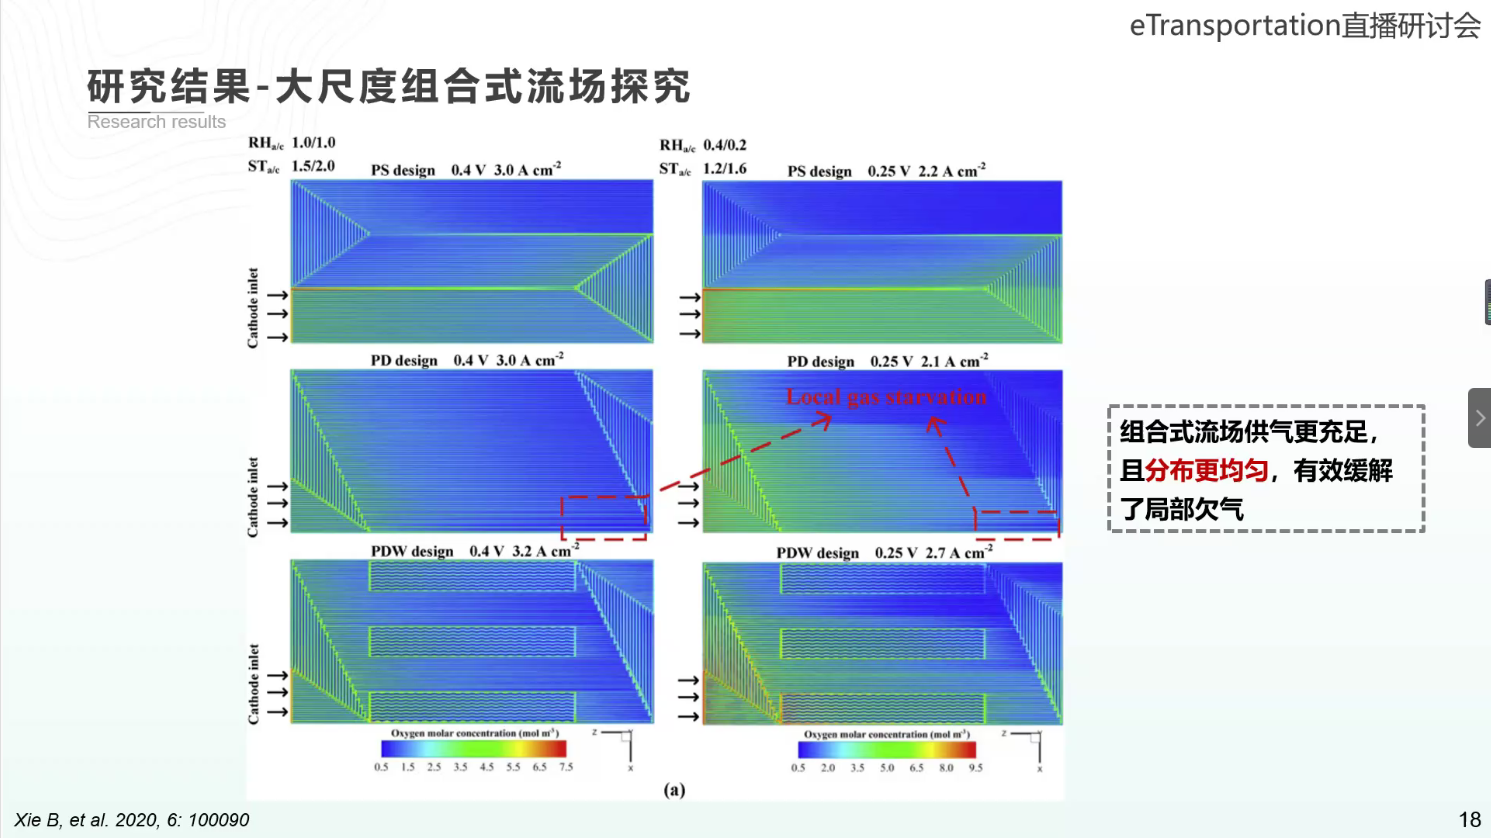 eTransportation直播研讨会
研究结果-大尺度组合式流场探究
Research results
RHa/c 1.0/1.0
STa/c 1.5/2.0
PS design 0.4 V 3.0 A cm-2
RHa/c 0.4/0.2
STa/c 1.2/1.6
PS design 0.25 V 2.2 A cm-2
Cathode inlet
PD design 0.4 V 3.0 A cm-2
PD design 0.25 V 2.1 A cm-2
Local gas starvation
Cathode inlet
组合式流场供气更充足，
且分布更均匀，有效缓解
了局部欠气
PDW design 0.4 V 3.2 A cm-2
PDW design 0.25 V 2.7 A cm-2
Cathode inlet
Oxygen molar concentration (mol m-3)
0.5 1.5 2.5 3.5 4.5 5.5 6.5 7.5
z
x
Oxygen molar concentration (mol m-3)
0.5 2.0 3.5 5.0 6.5 8.0 9.5
z
x
(a)
Xie B, et al. 2020, 6: 100090
18